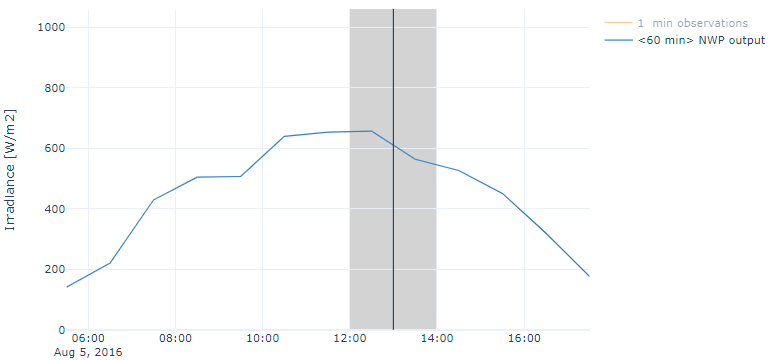 1 min observations
<60 min> NWP output
Irradiance [W/m2]
1000
800
600
400
200
0
06:00 08:00 10:00 12:00 14:00 16:00
Aug 5, 2016